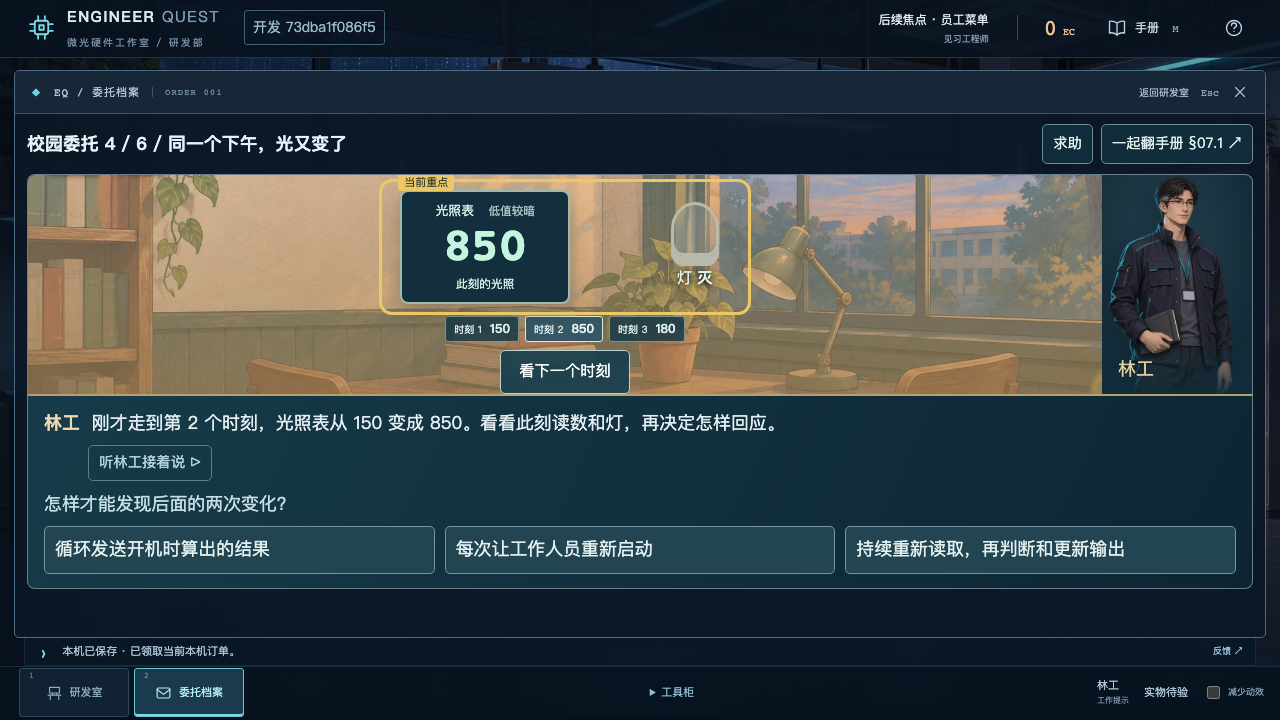 ENGINEER QUEST
微光硬件工作室 / 研发部
开发 73dba1f086f5
后续焦点 · 员工菜单
见习工程师
0 EC
手册 M
EQ / 委托档案 ORDER 001
返回研发室 Esc
校园委托 4 / 6 / 同一个下午，光又变了
求助
一起翻手册 §07.1 ↗
当前重点
光照表 低值较暗
850
此刻的光照
灯 灭
时刻 1 150
时刻 2 850
时刻 3 180
看下一个时刻
林工
林工 刚才走到第 2 个时刻，光照表从 150 变成 850。看看此刻读数和灯，再决定怎样回应。
听林工接着说 ▷
怎样才能发现后面的两次变化？
循环发送开机时算出的结果
每次让工作人员重新启动
持续重新读取，再判断和更新输出
本机已保存 · 已领取当前本机订单。
反馈 ↗
1 研发室
2 委托档案
▶ 工具柜
林工
工作提示
实物待验
减少动效